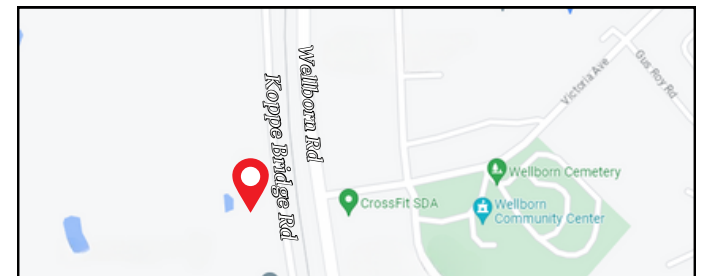 Wellborn Rd
Koppe Bridge Rd
Victoria Ave
Gus Roy Rd
Wellborn Cemetery
CrossFit SDA
Wellborn
Community Center